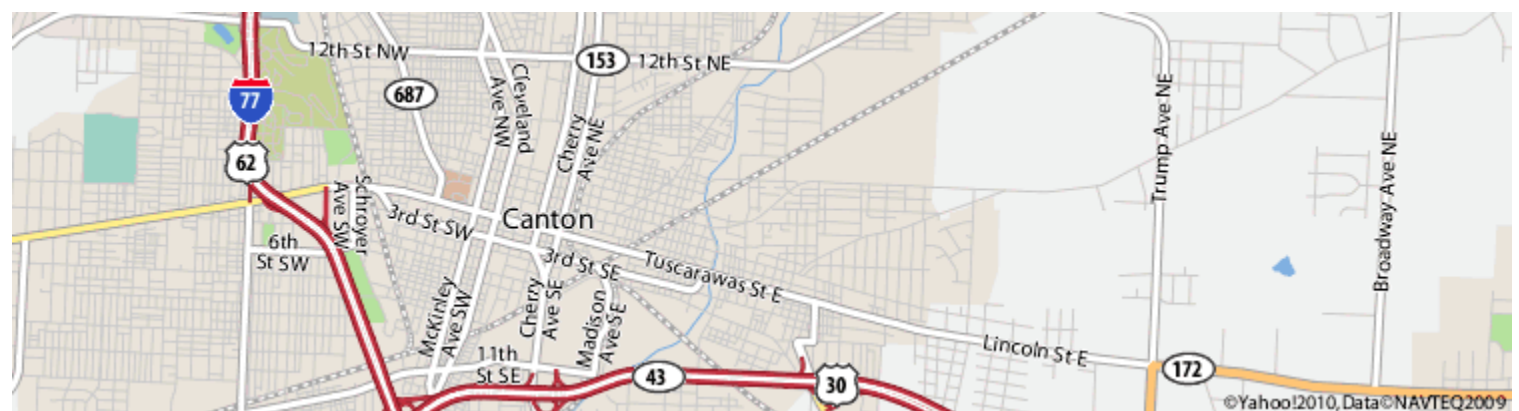 12th St NW
153
12th St NE
77
687
Cleveland
Ave NW
Cherry
Ave NE
Trump Ave NE
Broadway Ave NE
62
Schroyer
Ave SW
3rd St SW
Canton
6th
St SW
3rd St SE
Tuscarawas St E
McKinley
Ave SW
Cherry
Ave SE
Madison
Ave SE
11th
St SE
43
30
Lincoln St E
172
©Yahoo!2010,Data©NAVTEQ2009